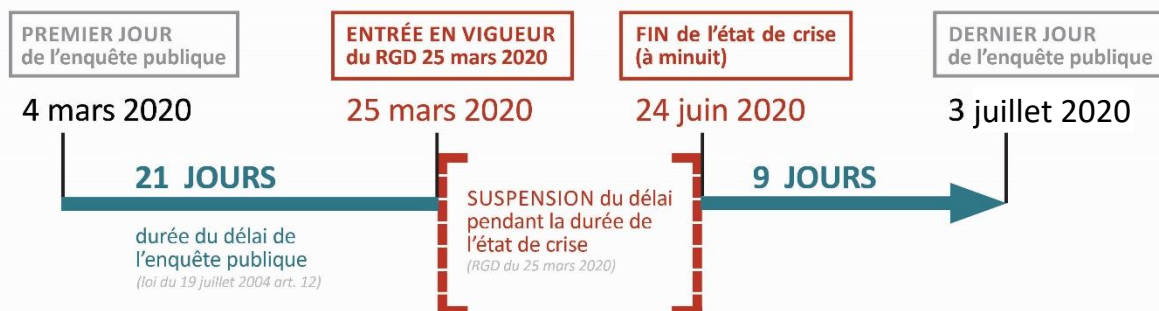 PREMIER JOUR
de l'enquête publique
4 mars 2020
ENTRÉE EN VIGUEUR
du RGD 25 mars 2020
25 mars 2020
FIN de l'état de crise
(à minuit)
24 juin 2020
DERNIER JOUR
de l'enquête publique
3 juillet 2020
21 JOURS
durée du délai de
l'enquête publique
(loi du 19 juillet 2004 art. 12)
SUSPENSION du délai
pendant la durée de
l'état de crise
(RGD du 25 mars 2020)
9 JOURS